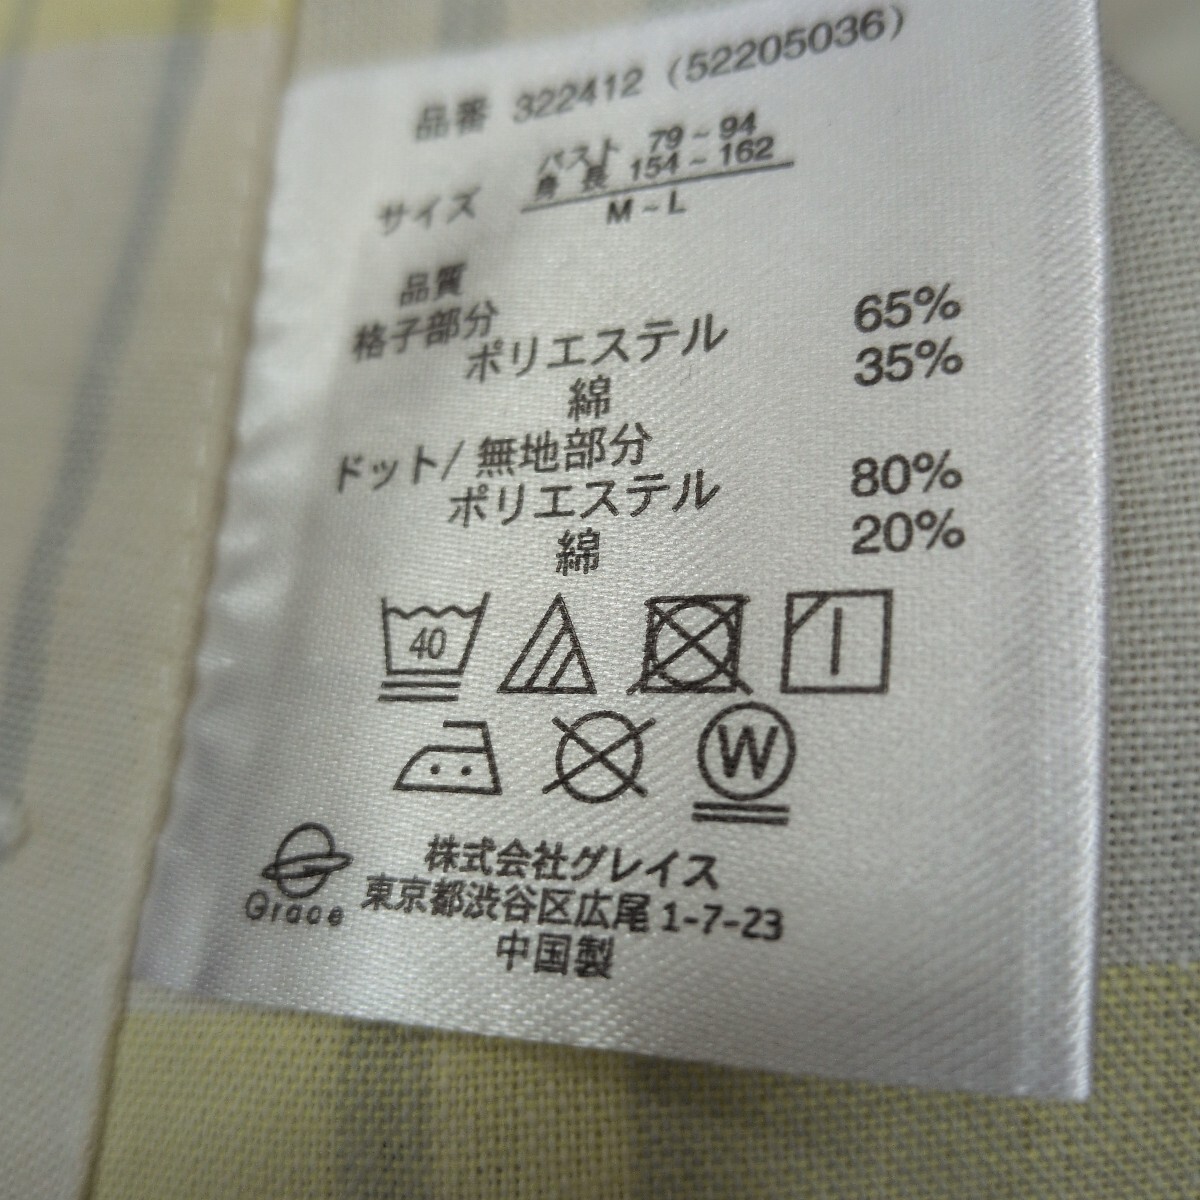 品番 322412 (52205036)
サイズ バスト 79~94
身長 154~162
M~L
品質
格子部分
ポリエステル 65%
綿 35%
ドット/無地部分
ポリエステル 80%
綿 20%
40
W
Grace
株式会社グレイス
東京都渋谷区広尾1-7-23
中国製